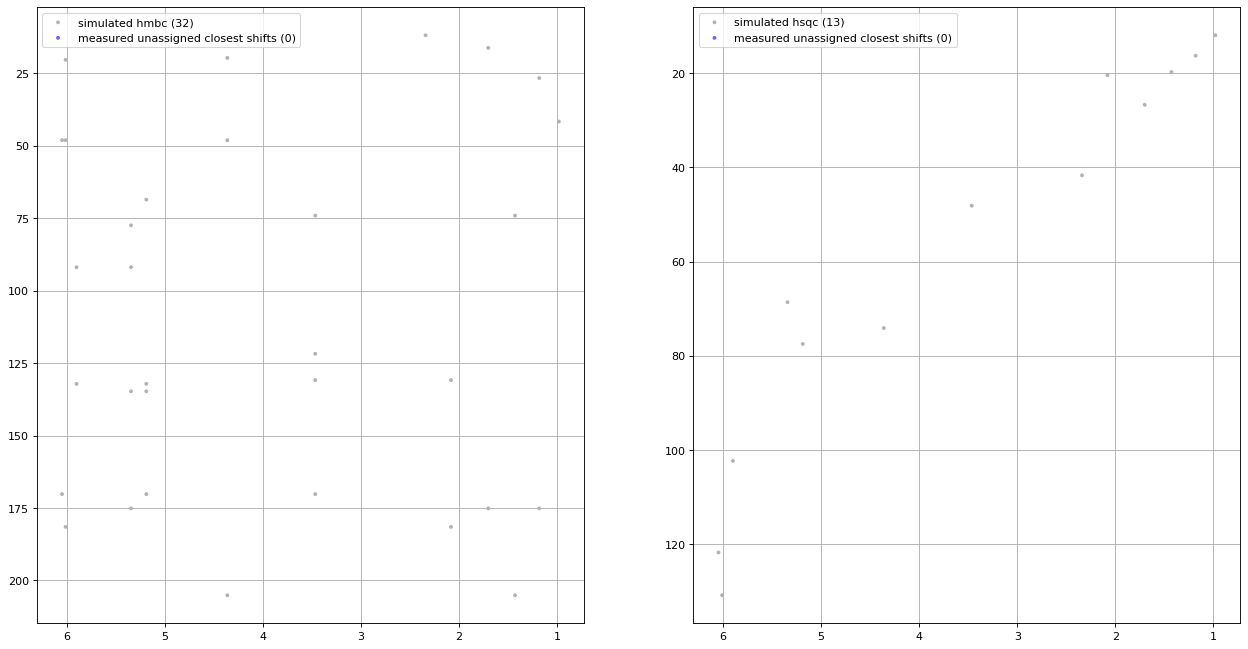 simulated hmbc (32)
measured unassigned closest shifts (0)
25
50
75
100
125
150
175
200
6 5 4 3 2 1
simulated hsqc (13)
measured unassigned closest shifts (0)
20
40
60
80
100
120
6 5 4 3 2 1